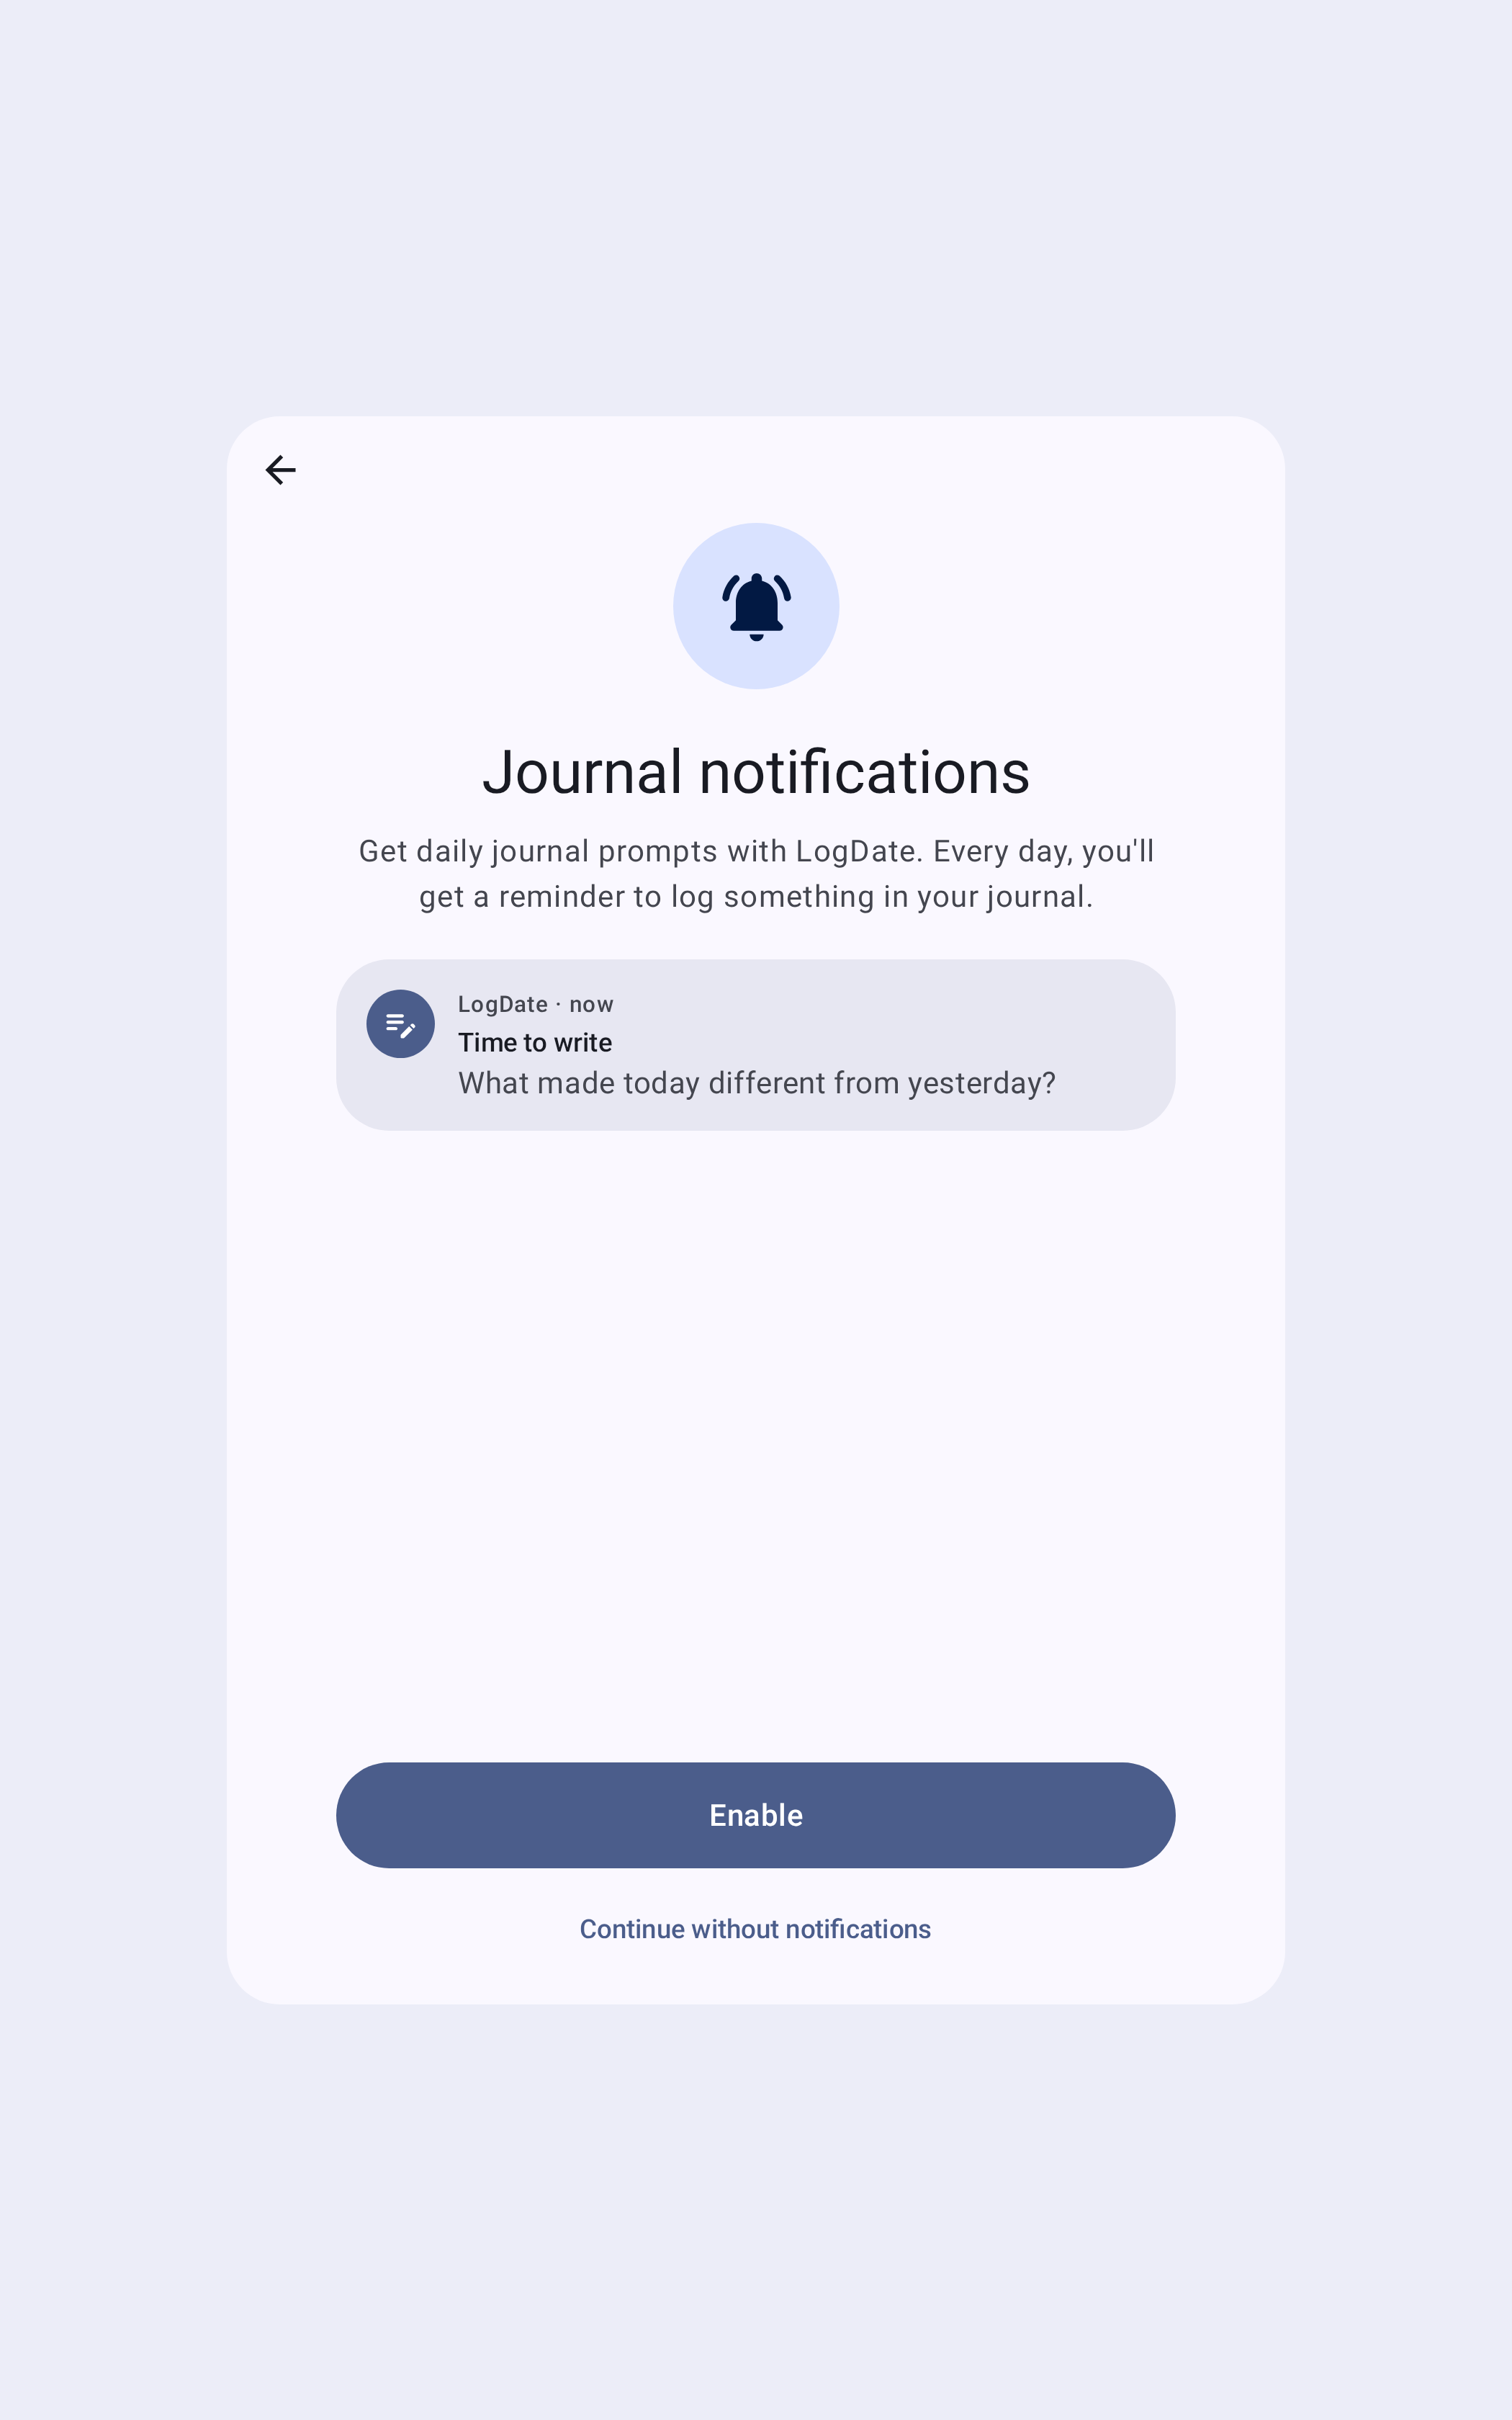 Journal notifications
Get daily journal prompts with LogDate. Every day, you'll
get a reminder to log something in your journal.
LogDate · now
Time to write
What made today different from yesterday?
Enable
Continue without notifications